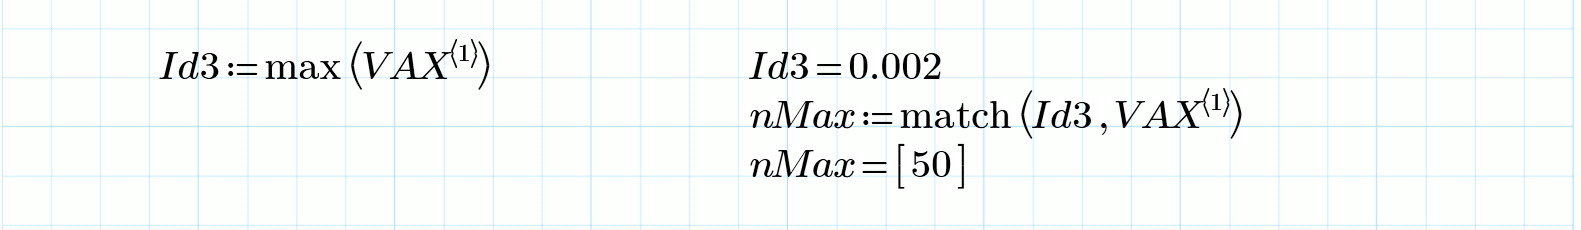 Id3:=max(VAX⟨1⟩)
Id3=0.002
nMax:=match(Id3,VAX⟨1⟩)
nMax=[50]